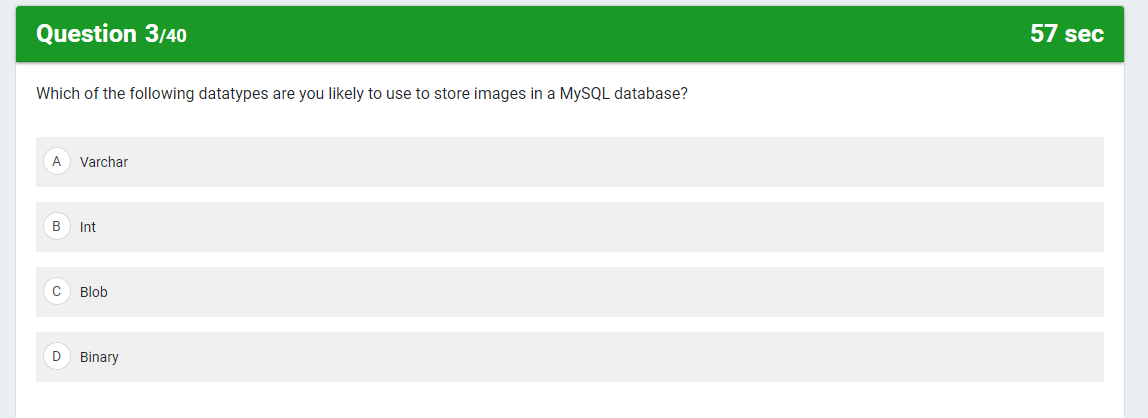 Question 3/40 57 sec
Which of the following datatypes are you likely to use to store images in a MySQL database?
A Varchar
B Int
C Blob
D Binary